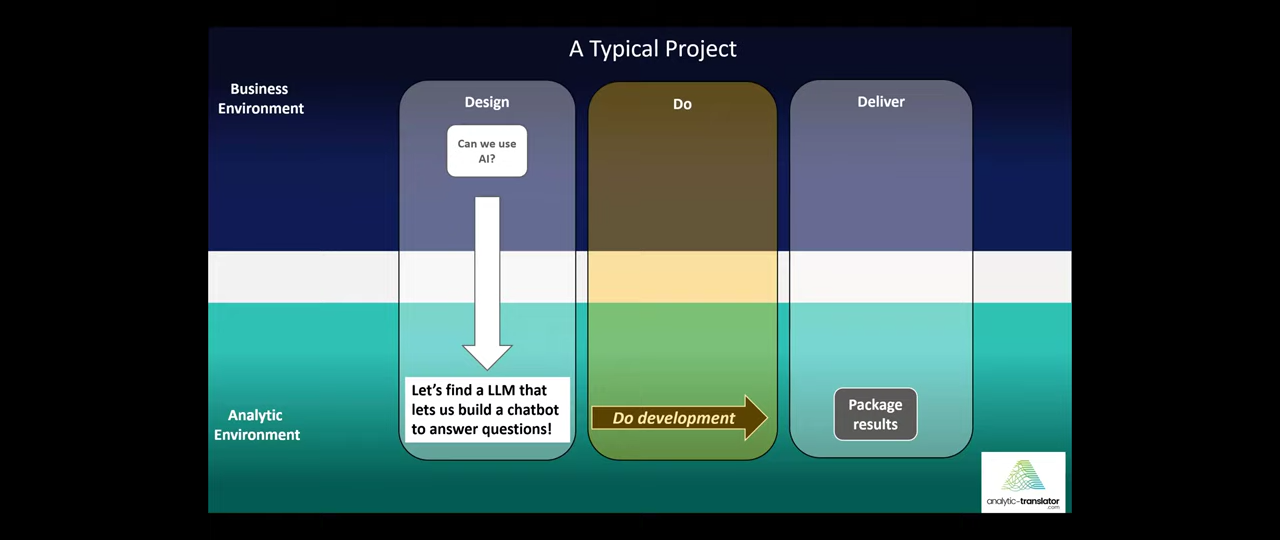 A Typical Project
Business
Environment
Design
Do
Deliver
Can we use
AI?
Let's find a LLM that
lets us build a chatbot
to answer questions!
Analytic
Environment
Do development
Package
results
analytic-translator
.com